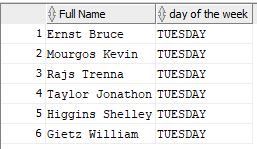 Full Name day of the week
1 Ernst Bruce TUESDAY
2 Mourgos Kevin TUESDAY
3 Rajs Trenna TUESDAY
4 Taylor Jonathon TUESDAY
5 Higgins Shelley TUESDAY
6 Gietz William TUESDAY